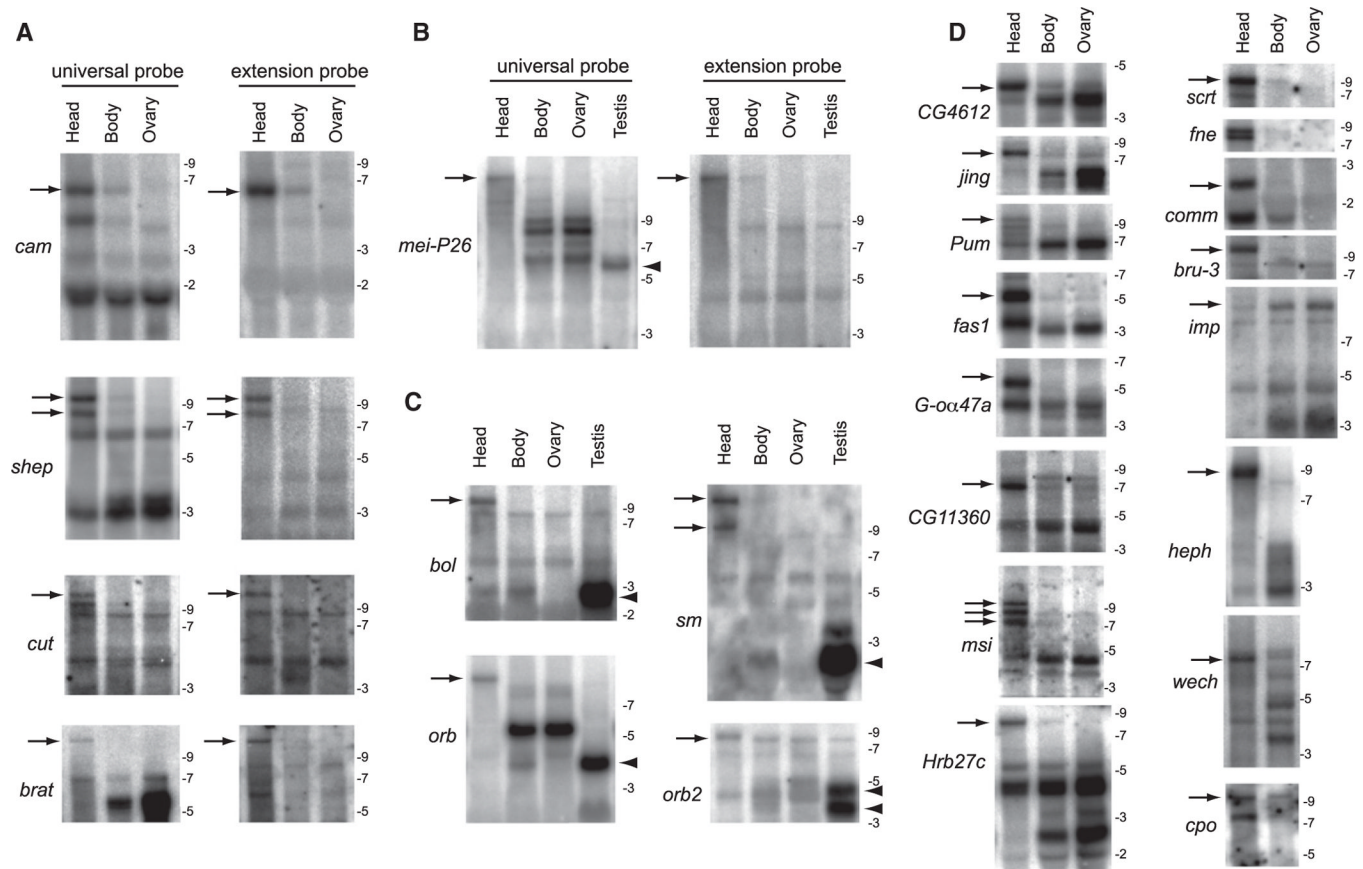 A
universal probe
extension probe
Head
Body
Ovary
Head
Body
Ovary
cam
-9
-7
-3
-2
-9
-7
-3
-2
shep
-9
-7
-5
-3
-9
-7
-5
-3
cut
-9
-7
-3
-9
-7
-3
brat
-9
-7
-5
-9
-7
-5
B
universal probe
extension probe
Head
Body
Ovary
Testis
Head
Body
Ovary
Testis
mei-P26
-9
-7
-5
-3
-9
-7
-5
-3
C
Head
Body
Ovary
Testis
Head
Body
Ovary
Testis
bol
-9
-7
-3
-2
orb
-7
-5
-3
sm
-9
-7
-5
-3
orb2
-9
-7
-5
-3
D
Head
Body
Ovary
CG4612
-5
-3
jing
-9
-7
Pum
-9
-7
fas1
-7
-5
-3
G-oα47a
-7
-5
-3
CG11360
-9
-7
-5
-3
msi
-9
-7
-5
-3
Hrb27c
-9
-7
-5
-3
-2
Head
Body
Ovary
scrt
-9
-7
fne
-9
-7
comm
-3
-2
bru-3
-9
-7
imp
-7
-5
-3
heph
-9
-7
-3
wech
-7
-5
-3
cpo
-9
-7
-5